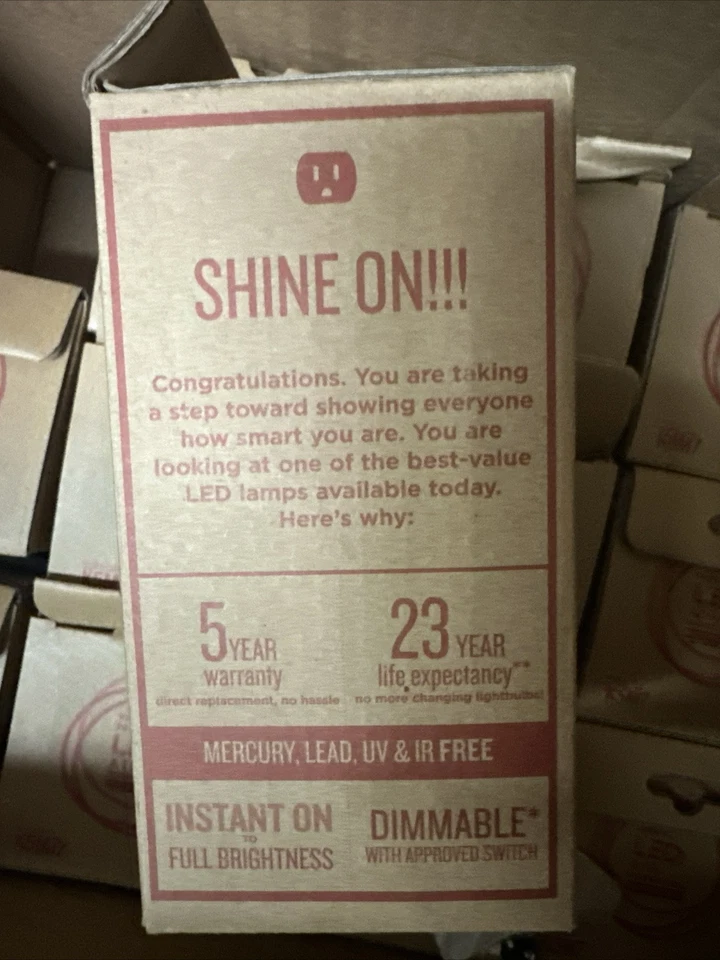 SHINE ON!!!
Congratulations. You are taking
a step toward showing everyone
how smart you are. You are
looking at one of the best-value
LED lamps available today.
Here's why:
5 YEAR
warranty
direct replacement, no hassle
23 YEAR
life expectancy**
no more changing lightbulbs!
MERCURY, LEAD, UV & IR FREE
INSTANT ON
TO
FULL BRIGHTNESS
DIMMABLE*
WITH APPROVED SWITCH